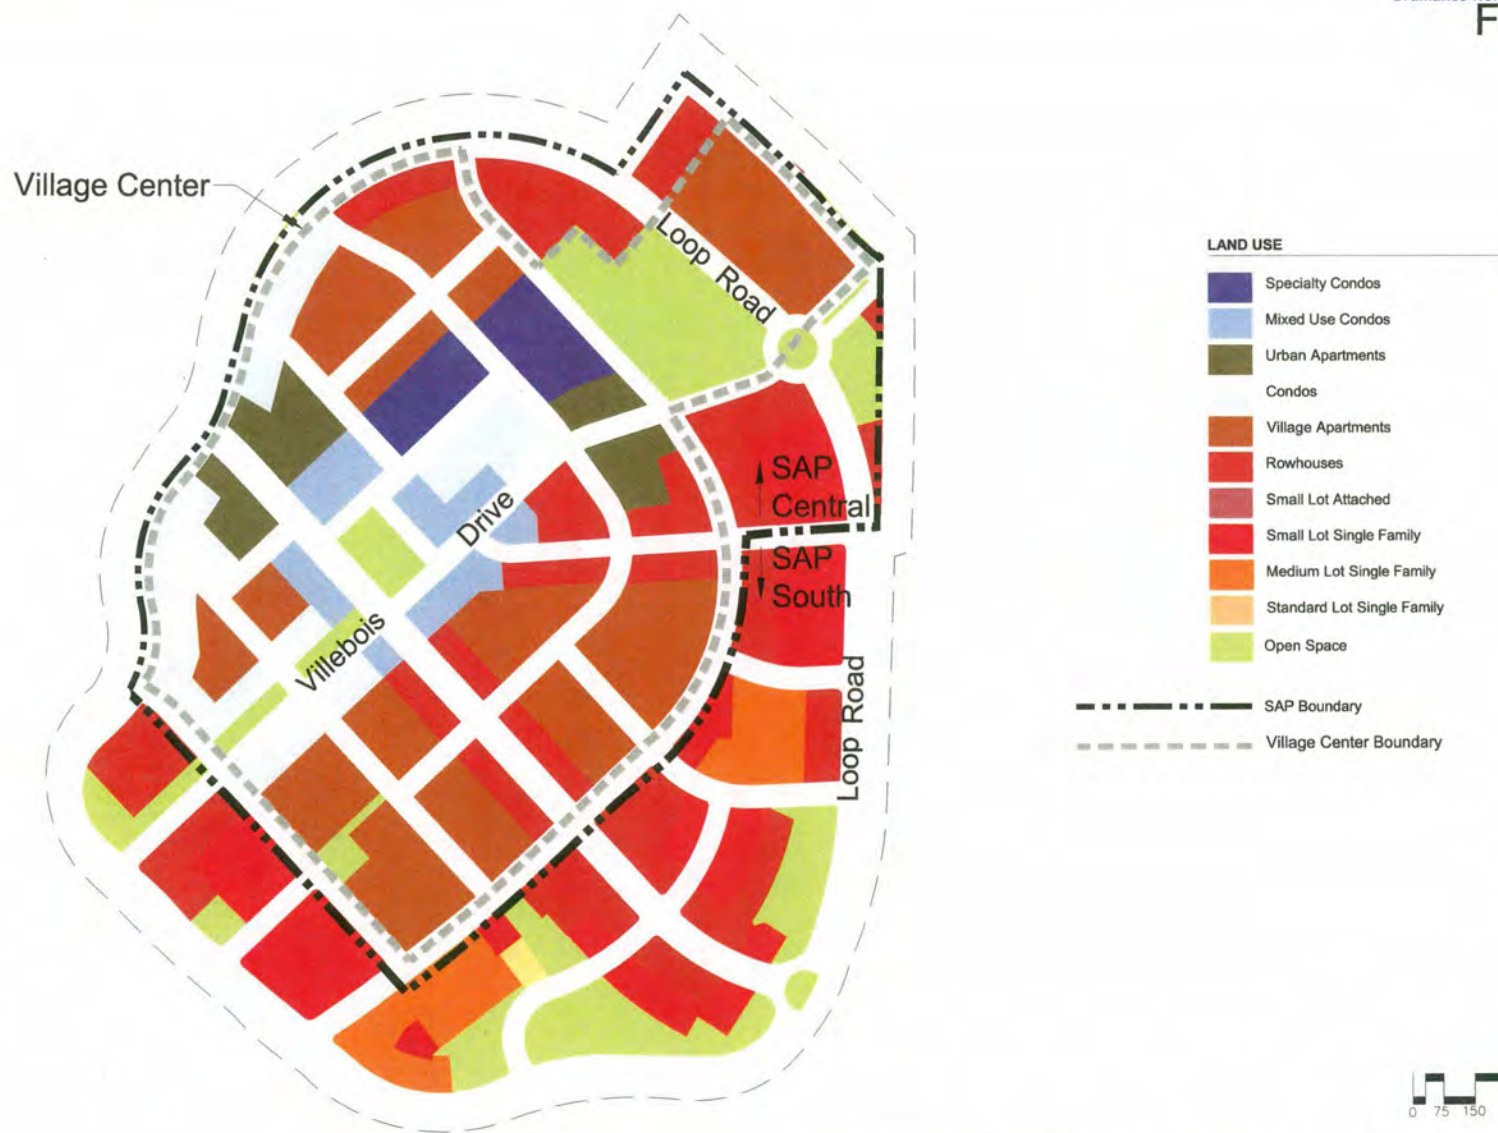 F
Village Center
Loop Road
LAND USE
Specialty Condos
Mixed Use Condos
Urban Apartments
Condos
Village Apartments
Rowhouses
Small Lot Attached
Small Lot Single Family
Medium Lot Single Family
Standard Lot Single Family
Open Space
SAP Boundary
Village Center Boundary
SAP
Central
SAP
South
Drive
Villebois
Loop Road
0 75 150